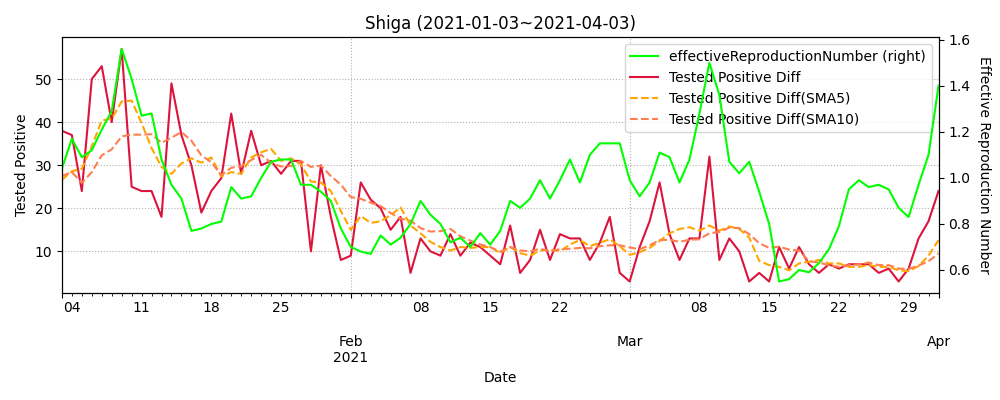 Shiga (2021-01-03~2021-04-03)
effectiveReproductionNumber (right)
Tested Positive Diff
Tested Positive Diff(SMA5)
Tested Positive Diff(SMA10)
Tested Positive
50
40
30
20
10
Effective Reproduction Number
1.6
1.4
1.2
1.0
0.8
0.6
04 11 18 25 08 15 22 08 15 22 29
Feb Mar Apr
2021
Date